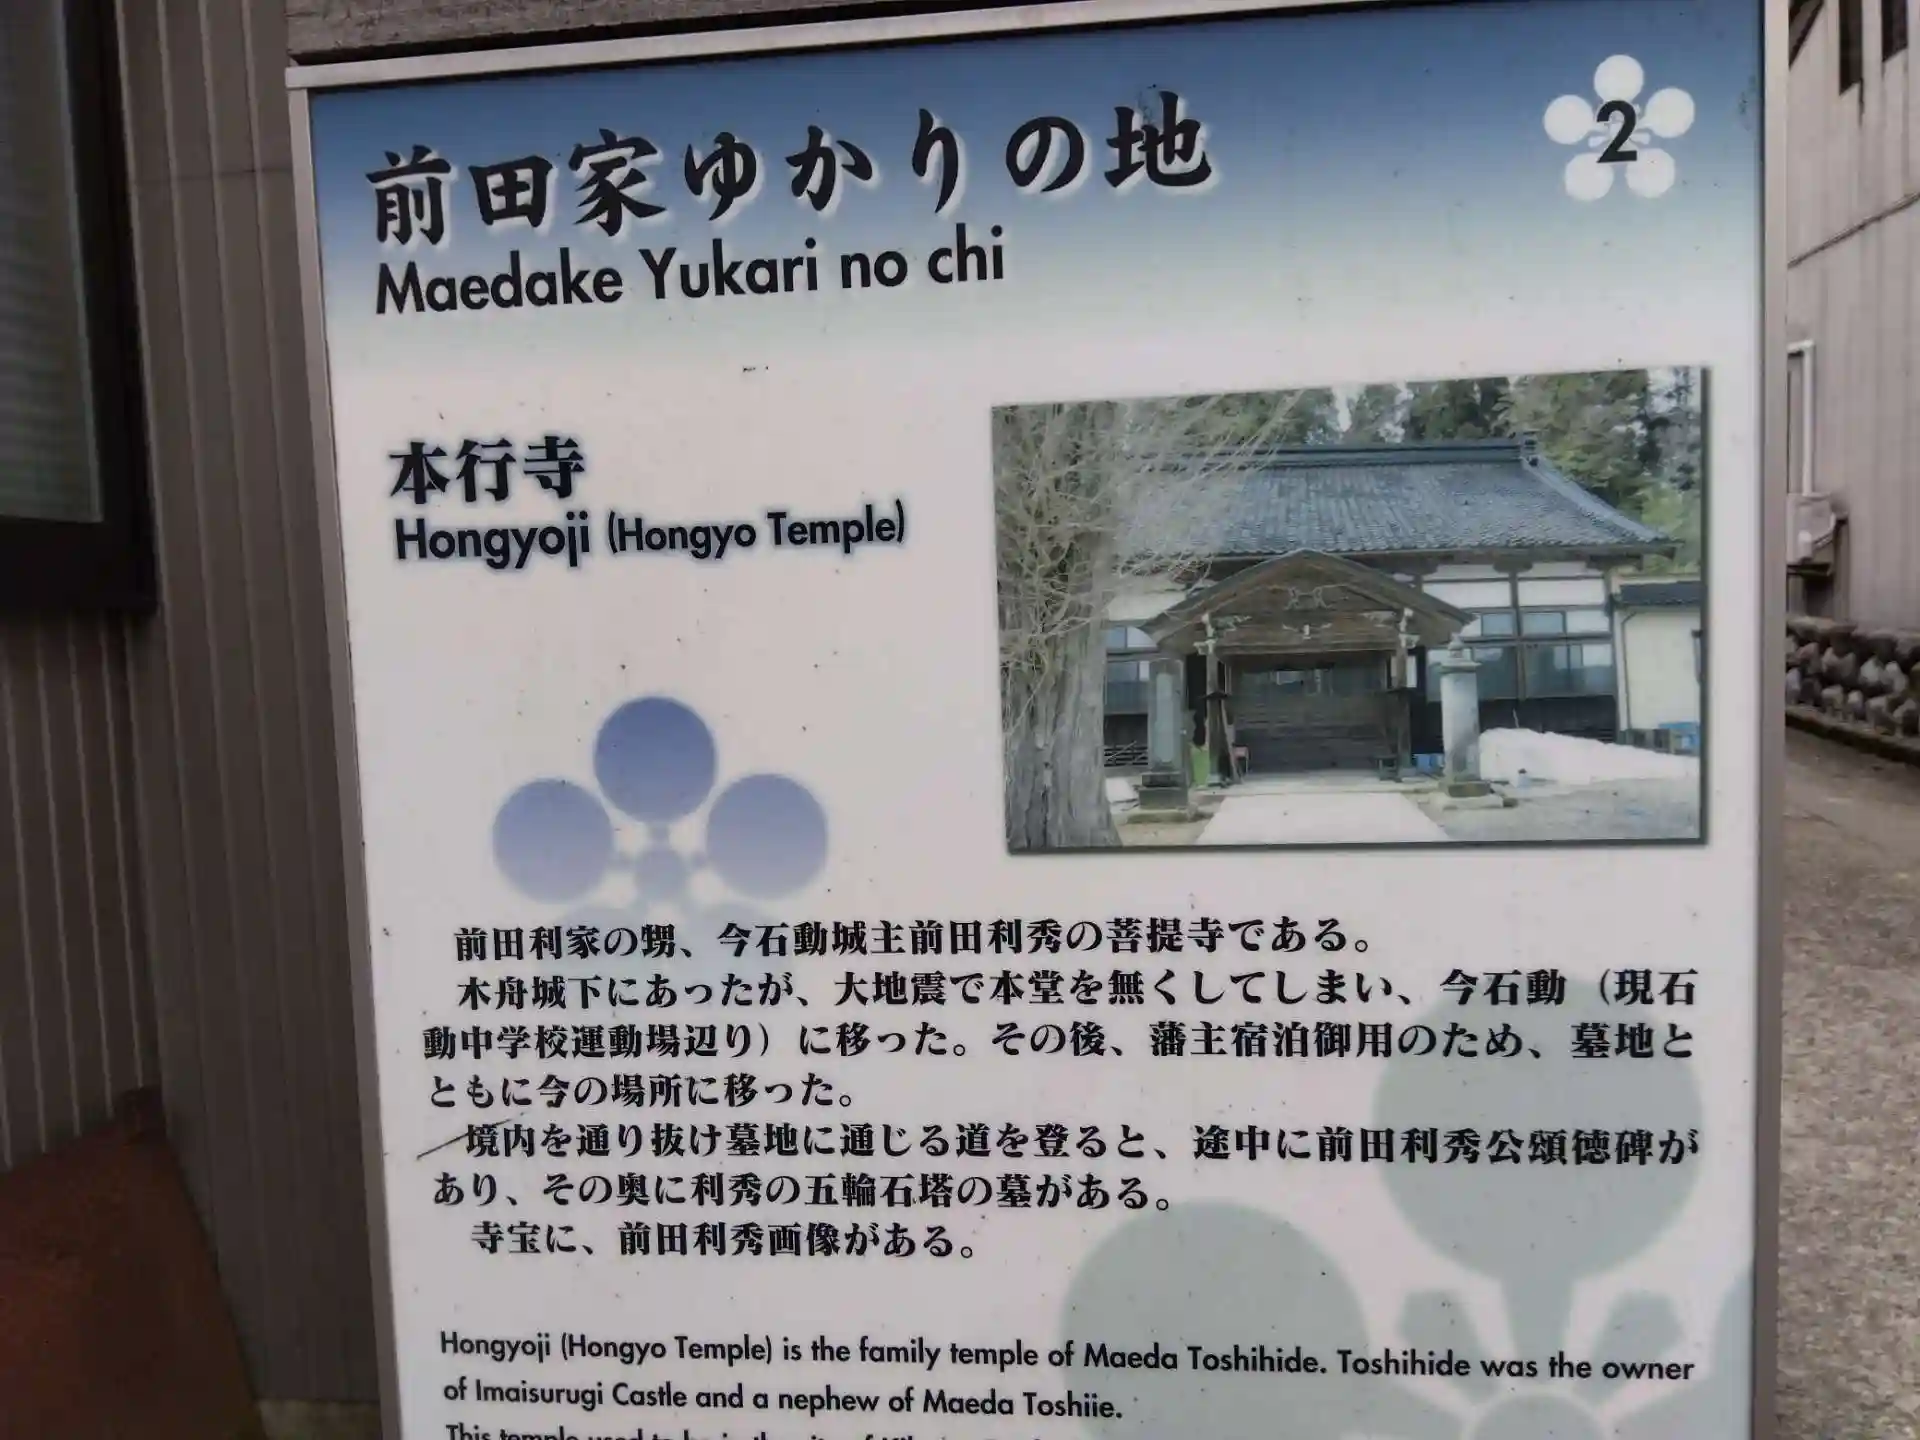 前田家ゆかりの地
2
Maedake Yukari no chi
本行寺
Hongyoji (Hongyo Temple)
前田利家の甥、今石動城主前田利秀の菩提寺である。
木舟城下にあったが、大地震で本堂を無くしてしまい、今石動（現石
動中学校運動場辺り）に移った。その後、藩主宿泊御用のため、墓地と
ともに今の場所に移った。
境内を通り抜け墓地に通じる道を登ると、途中に前田利秀公頌徳碑が
あり、その奥に利秀の五輪石塔の墓がある。
寺宝に、前田利秀画像がある。
Hongyoji (Hongyo Temple) is the family temple of Maeda Toshihide. Toshihide was the owner
of Imaisurugi Castle and a nephew of Maeda Toshiie.
This temple used to be in the city of